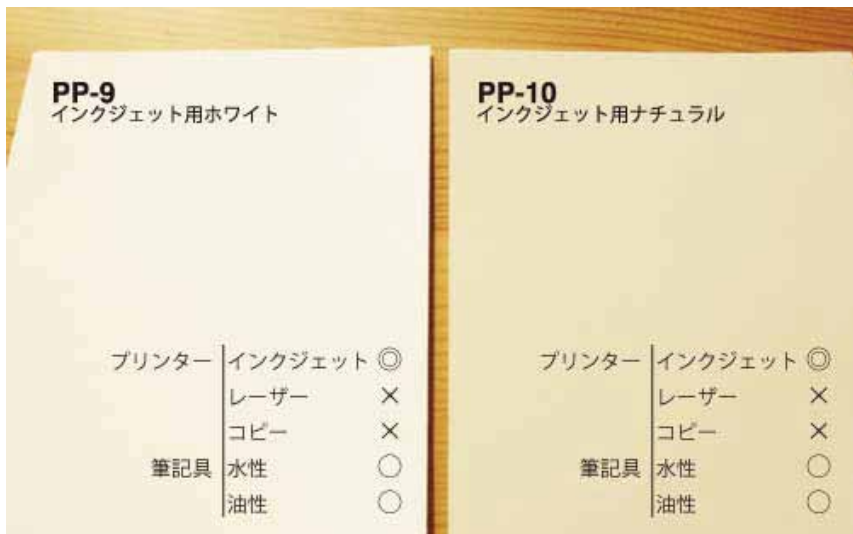 PP-9
インクジェット用ホワイト
プリンター インクジェット ◎
レーザー ×
コピー ×
筆記具 水性 ○
油性 ○
PP-10
インクジェット用ナチュラル
プリンター インクジェット ◎
レーザー ×
コピー ×
筆記具 水性 ○
油性 ○